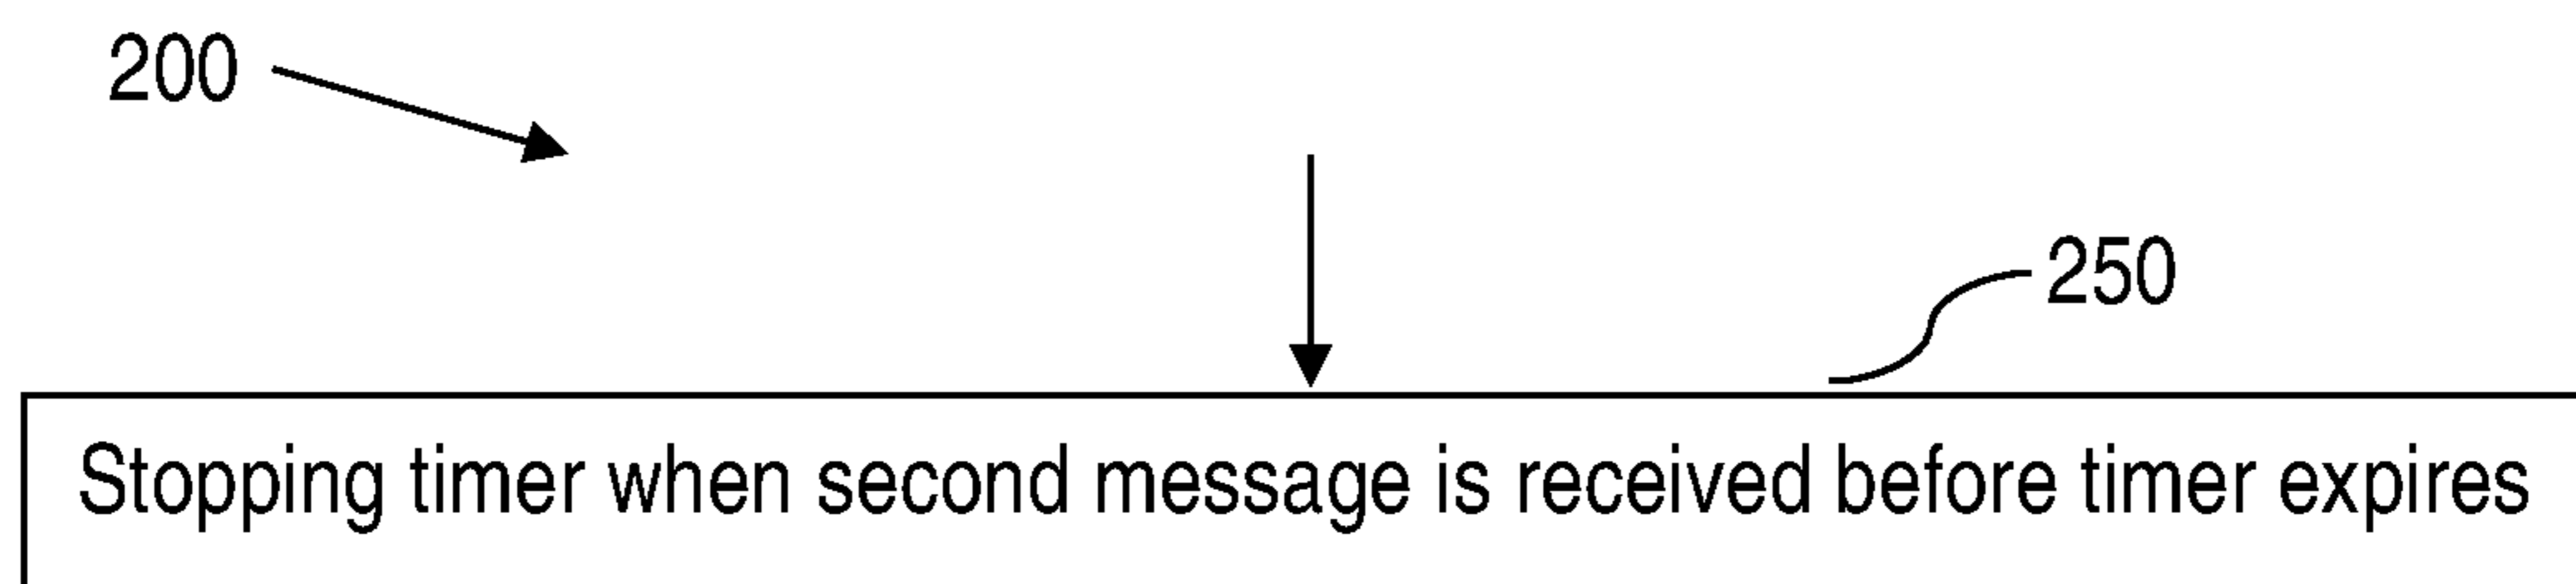 200
250
Stopping timer when second message is received before timer expires